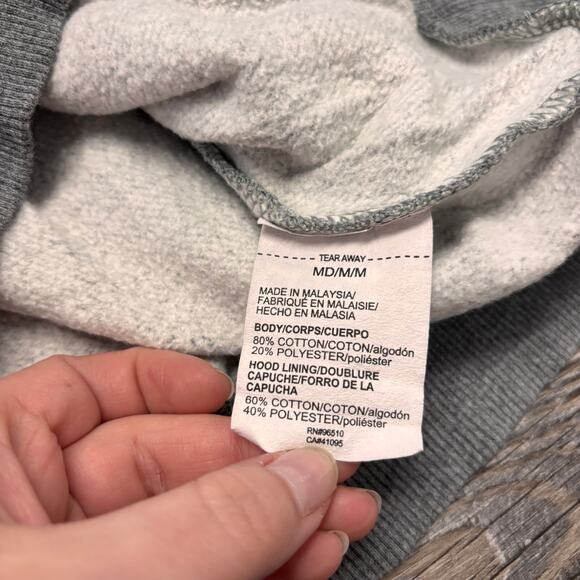 TEAR AWAY
MD/M/M
MADE IN MALAYSIA/
FABRIQUÉ EN MALAISIE/
HECHO EN MALASIA
BODY/CORPS/CUERPO
80% COTTON/COTON/algodón
20% POLYESTER/poliéster
HOOD LINING/DOUBLURE
CAPUCHE/FORRO DE LA
CAPUCHA
60% COTTON/COTON/algodón
40% POLYESTER/poliéster
RN#96510
CA#41095